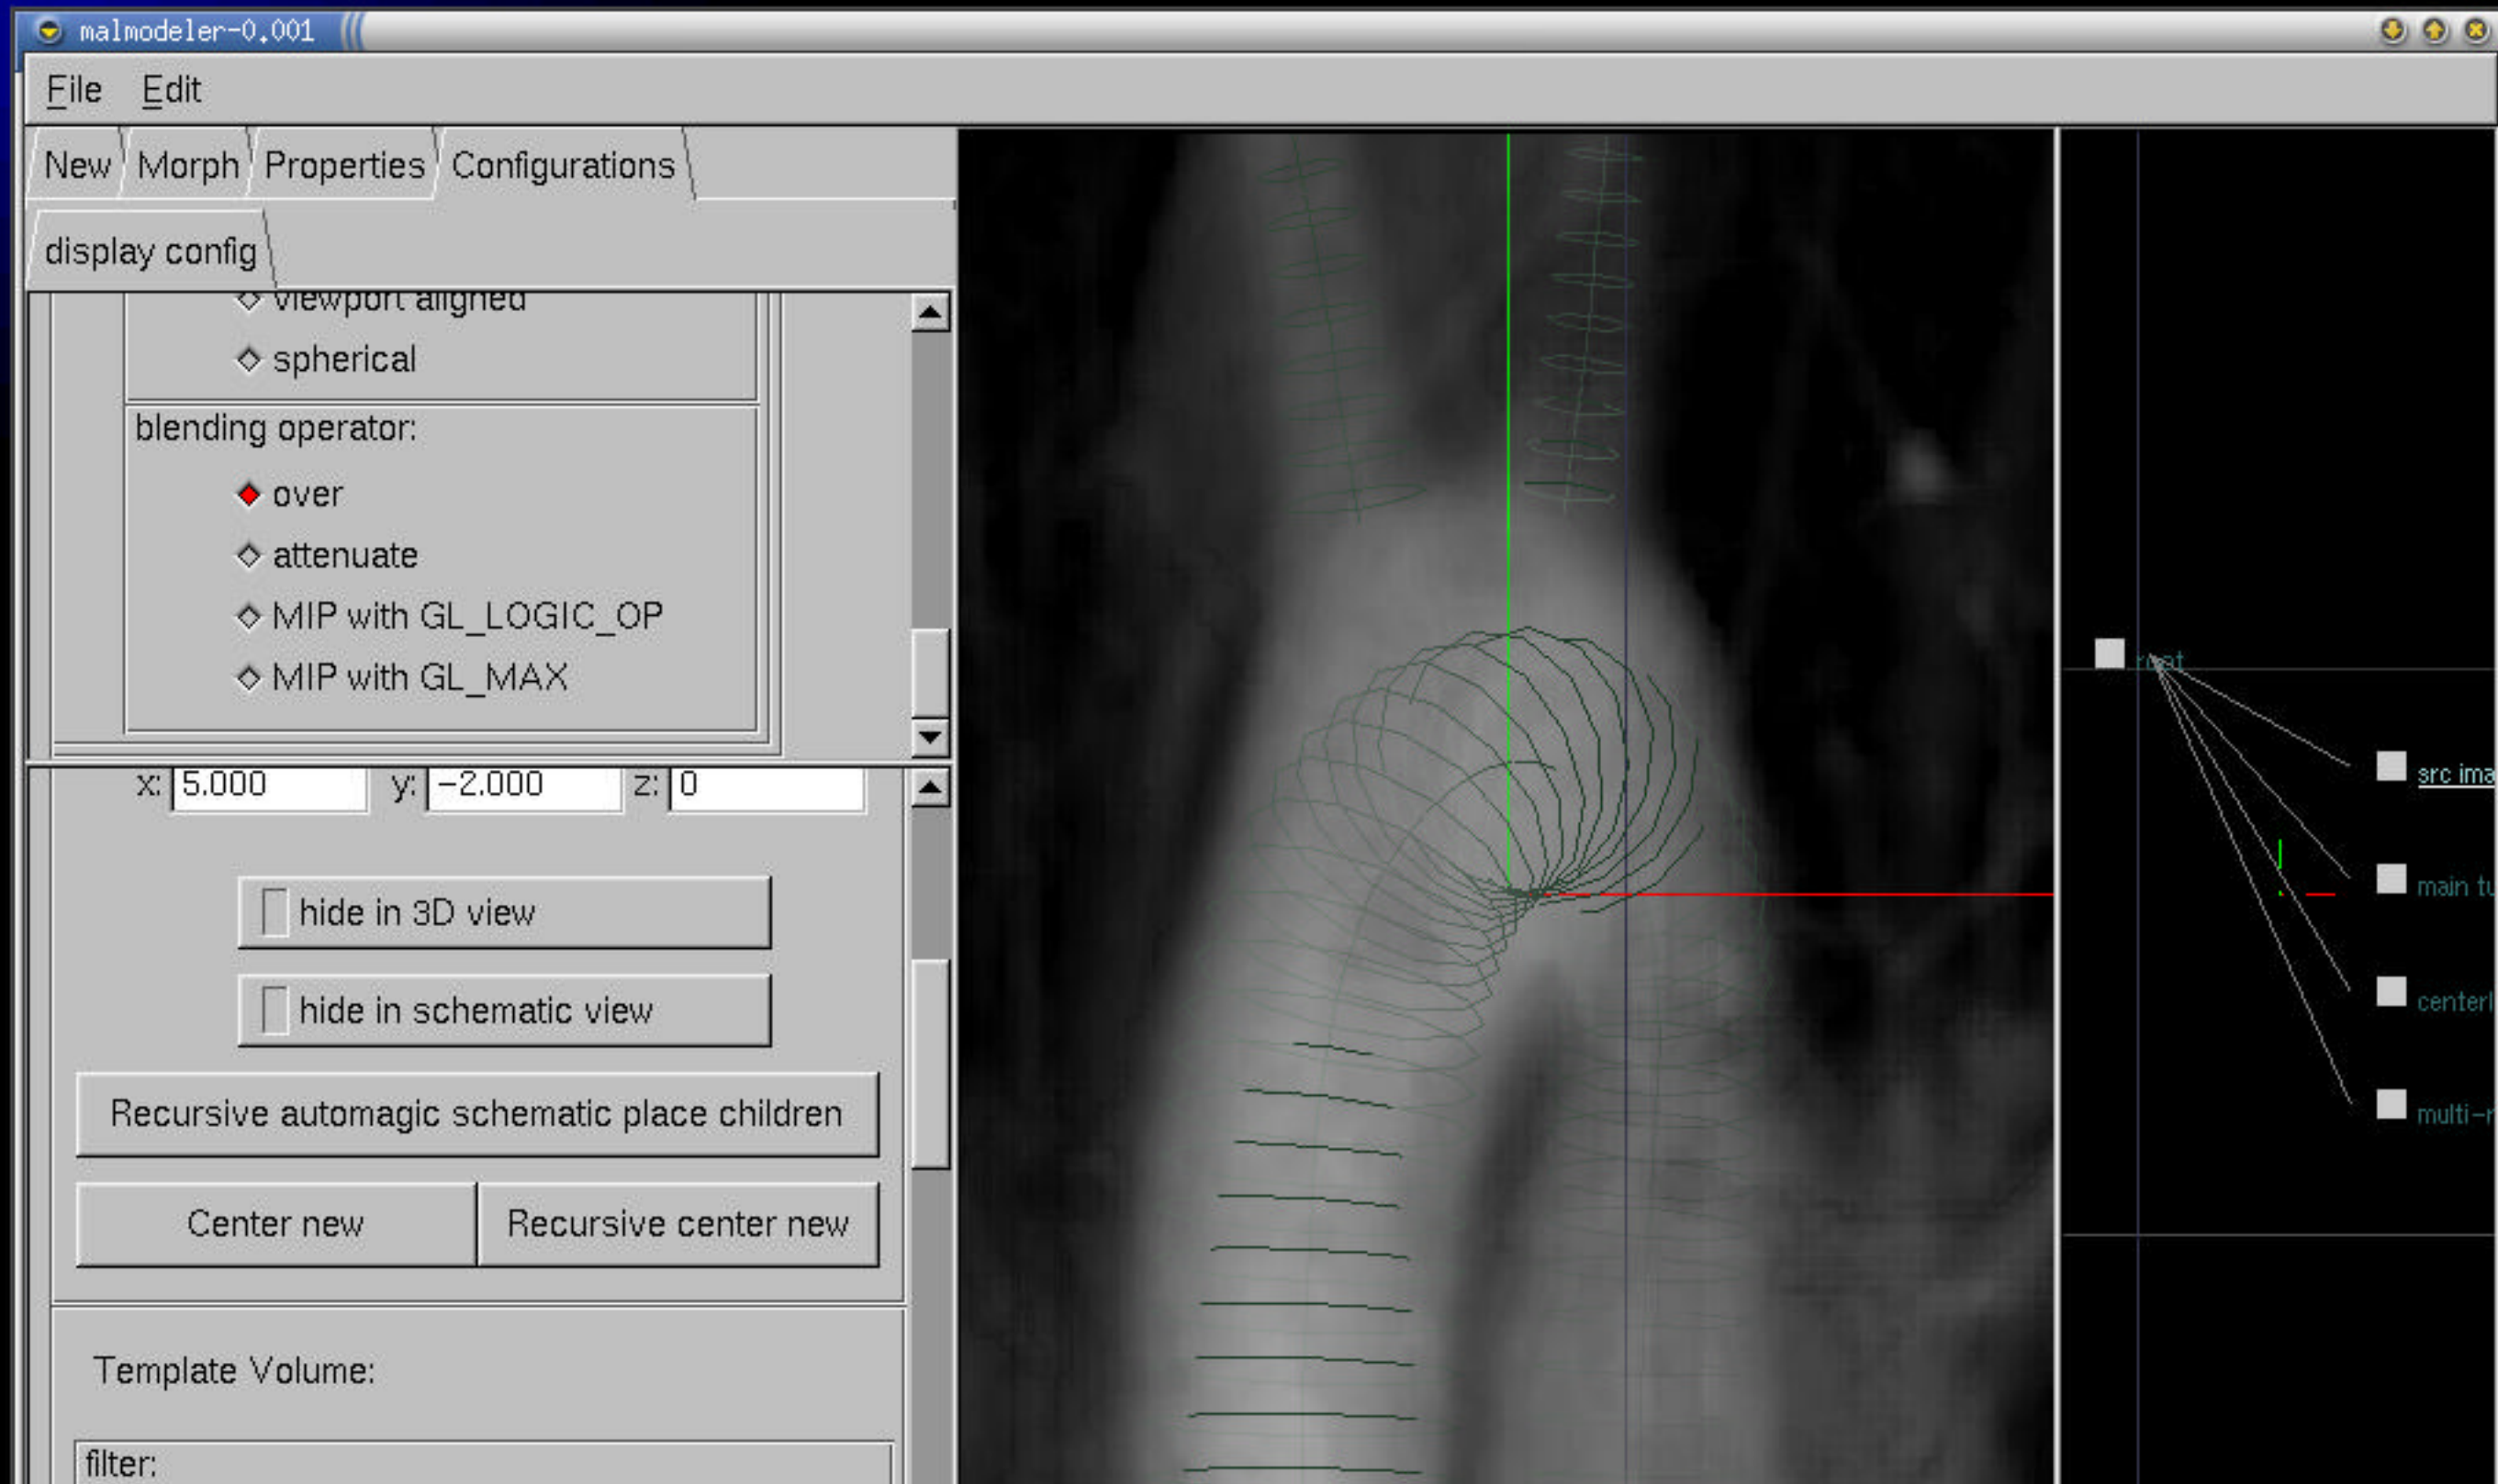 malmodeler-0.001
File Edit
New Morph Properties Configurations
display config
viewport aligned
spherical
blending operator:
over
attenuate
MIP with GL_LOGIC_OP
MIP with GL_MAX
x: 5.000 y: -2.000 z: 0
hide in 3D view
hide in schematic view
Recursive automagic schematic place children
Center new Recursive center new
Template Volume:
filter:
root
src ima
main tu
centerl
multi-r